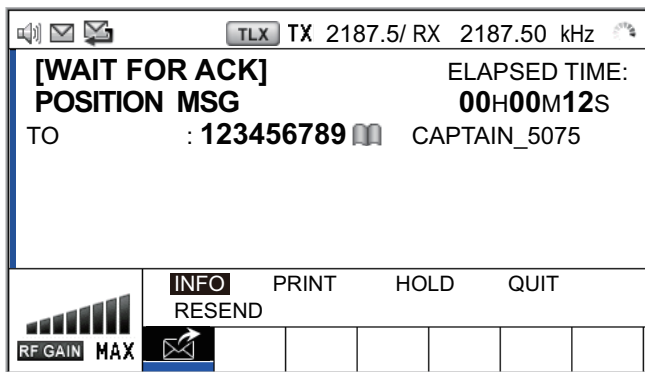 TLX TX 2187.5/ RX 2187.50 kHz
[WAIT FOR ACK] ELAPSED TIME:
POSITION MSG 00H00M12S
TO : 123456789 CAPTAIN_5075
INFO PRINT HOLD QUIT
RESEND
RF GAIN MAX